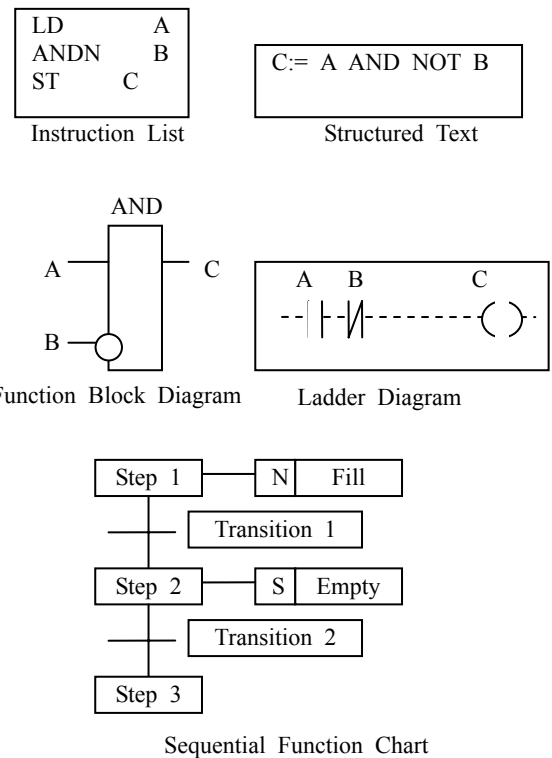 LD A
ANDN B
ST C
Instruction List
C:= A AND NOT B
Structured Text
AND
A
C
B
Function Block Diagram
A B C
Ladder Diagram
Step 1
N Fill
Transition 1
Step 2
S Empty
Transition 2
Step 3
Sequential Function Chart